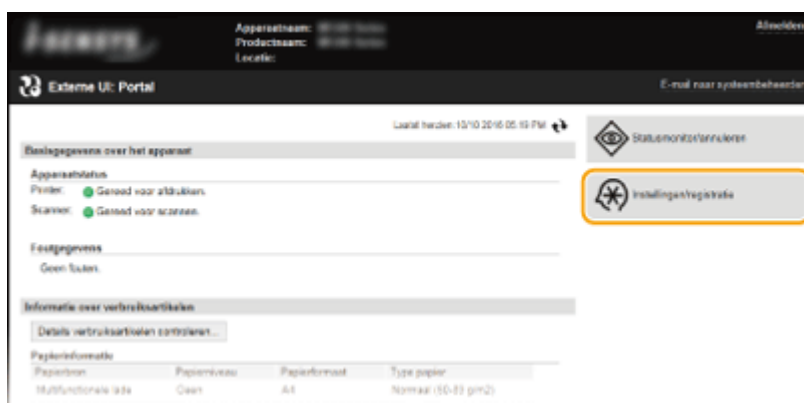 Apparaatnaam:
Productnaam:
Locatie:
Afmelden
Externe UI: Portal
E-mail naar systeembeheerder
Laatst herzien: 10/10 2016 05:19 PM
Basisgegevens over het apparaat
Apparaatstatus
Printer: Gereed voor afdrukken.
Scanner: Gereed voor scannen.
Foutgegevens
Geen fouten.
Informatie over verbruiksartikelen
Details verbruiksartikelen controleren...
Papierinformatie
Papierbron Papierniveau Papierformaat Type papier
Multifunctionele lade Geen A4 Normaal (60-89 g/m2)
Statusmonitor/annuleren
Instellingen/registratie